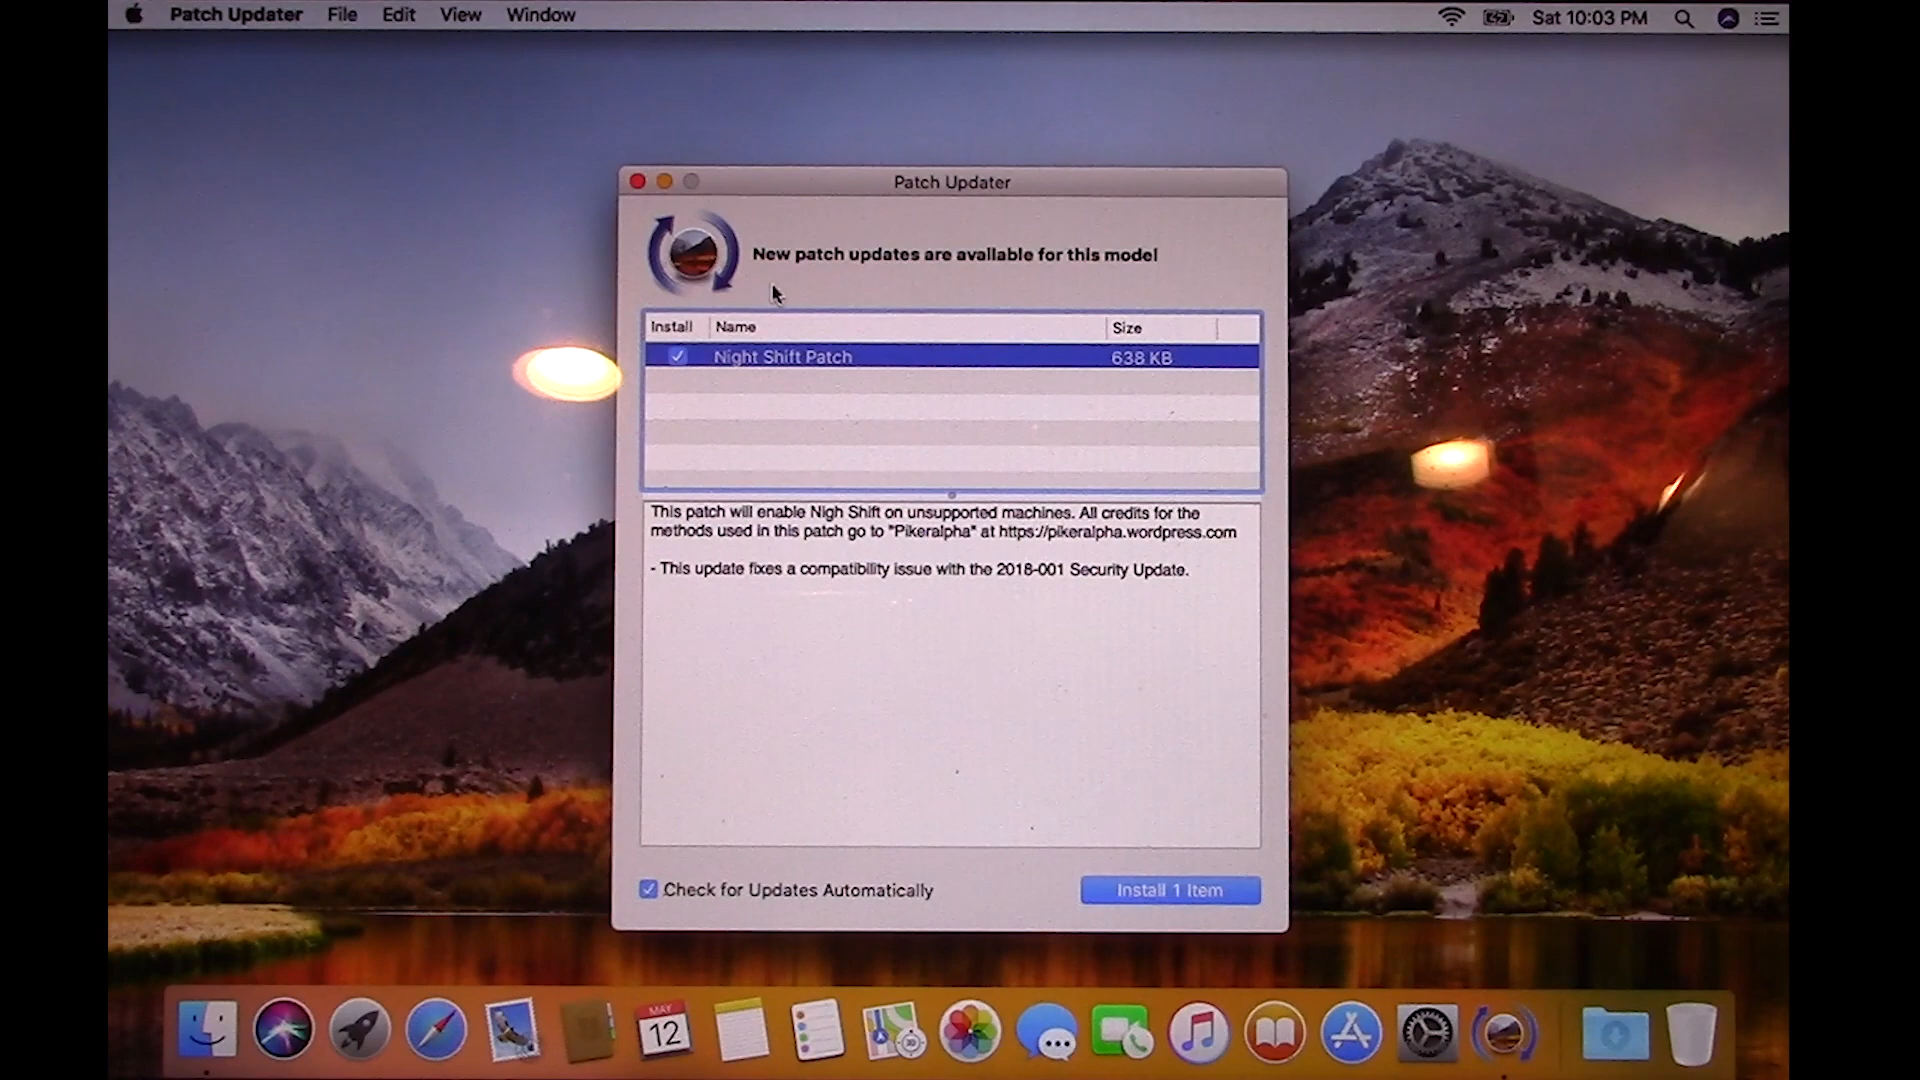 Patch Updater File Edit View Window Sat 10:03 PM
Patch Updater
New patch updates are available for this model
Install Name Size
Night Shift Patch 638 KB
This patch will enable Nigh Shift on unsupported machines. All credits for the
methods used in this patch go to "Pikeralpha" at https://pikeralpha.wordpress.com
- This update fixes a compatibility issue with the 2018-001 Security Update.
Check for Updates Automatically Install 1 Item
MAY
12
3D